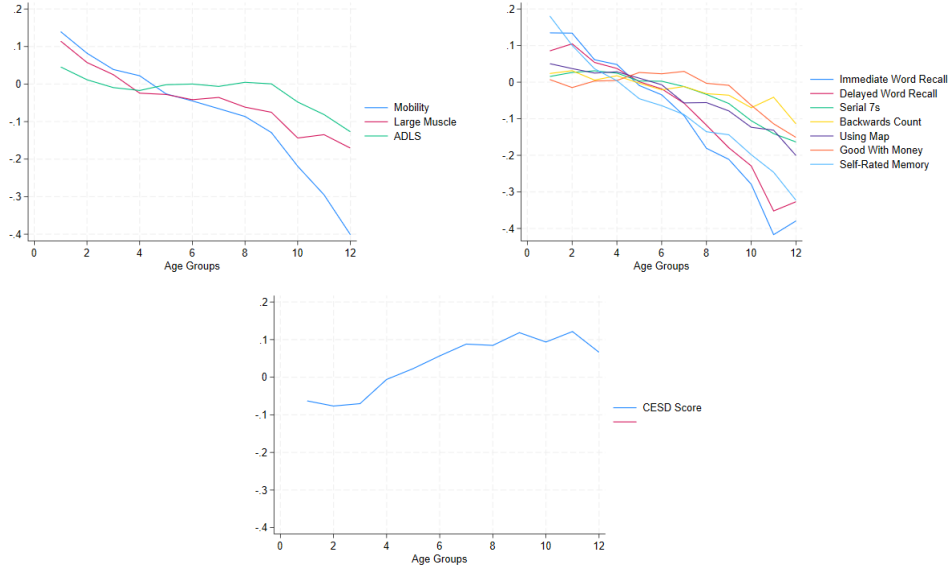 .2
.1
0
-.1
-.2
-.3
-.4
0 2 4 6 8 10 12
Age Groups
Mobility
Large Muscle
ADLS
.2
.1
0
-.1
-.2
-.3
-.4
0 2 4 6 8 10 12
Age Groups
Immediate Word Recall
Delayed Word Recall
Serial 7s
Backwards Count
Using Map
Good With Money
Self-Rated Memory
.2
.1
0
-.1
-.2
-.3
-.4
0 2 4 6 8 10 12
Age Groups
CESD Score